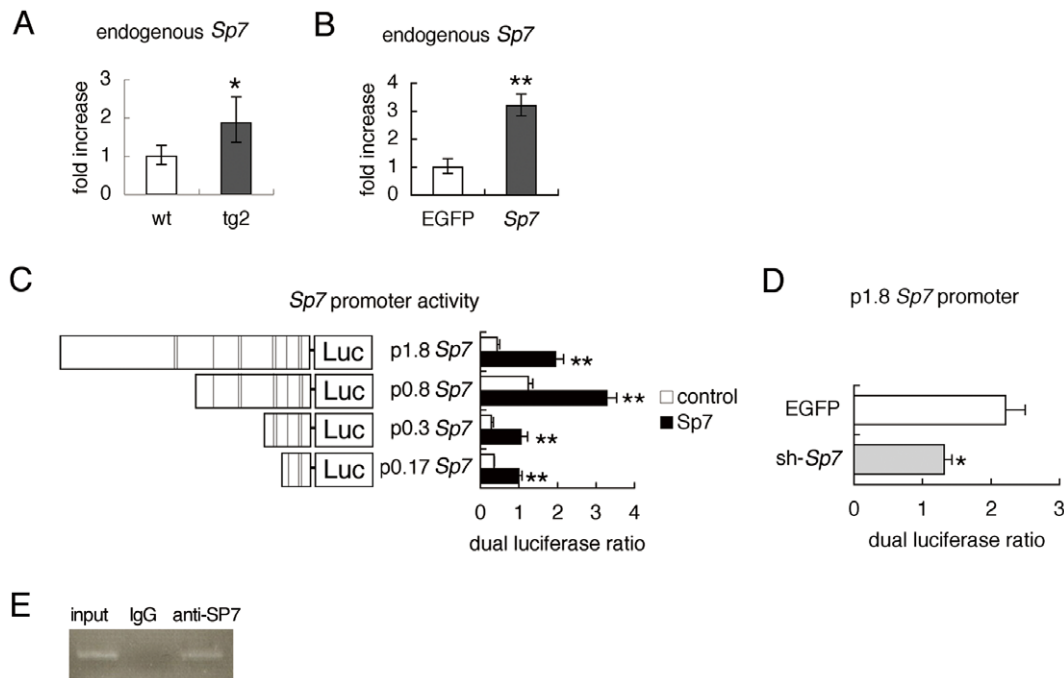 A
endogenous Sp7
fold increase
3
2
1
0
*
wt
tg2
B
endogenous Sp7
fold increase
4
3
2
1
0
**
EGFP
Sp7
C
Sp7 promoter activity
Luc
p1.8 Sp7
**
Luc
p0.8 Sp7
**
Luc
p0.3 Sp7
**
Luc
p0.17 Sp7
**
control
Sp7
0 1 2 3 4
dual luciferase ratio
D
p1.8 Sp7 promoter
EGFP
sh-Sp7
*
0 1 2 3
dual luciferase ratio
E
input IgG anti-SP7